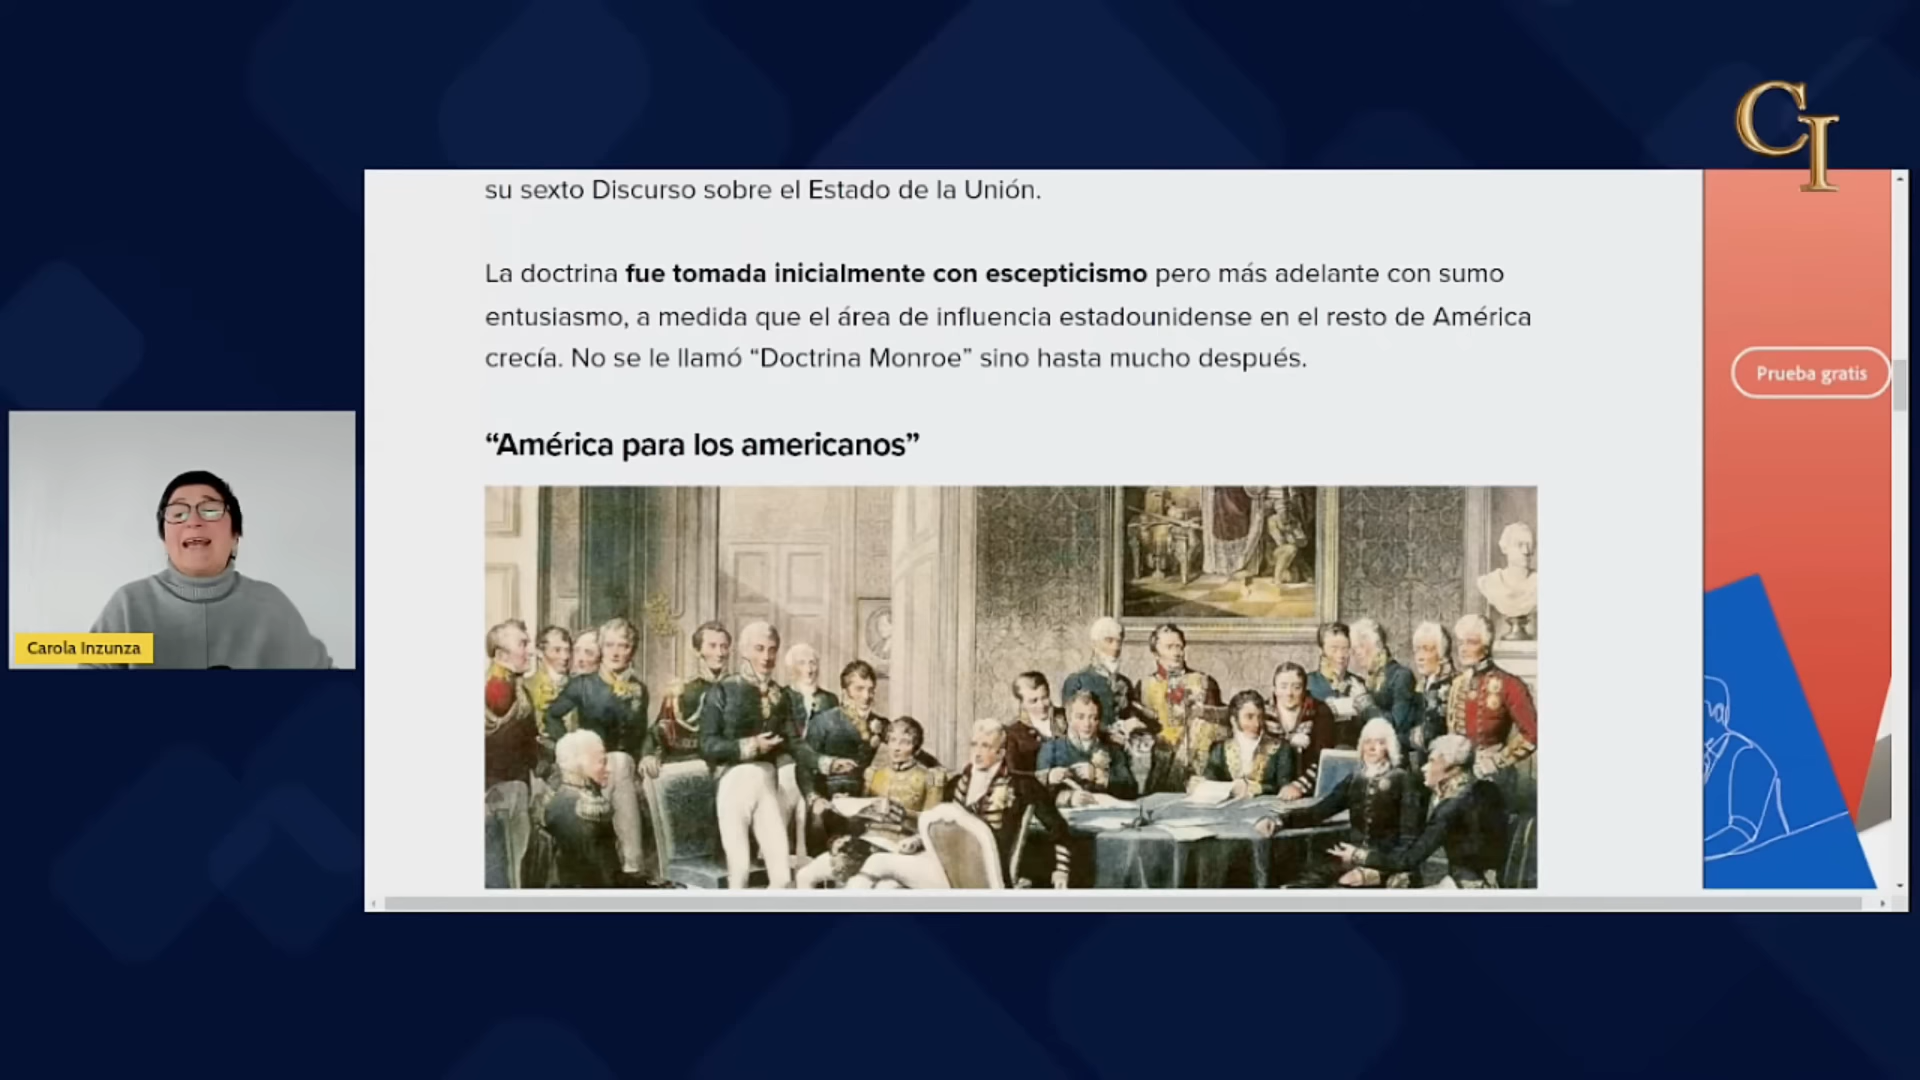 CI
su sexto Discurso sobre el Estado de la Unión.
La doctrina fue tomada inicialmente con escepticismo pero más adelante con sumo
entusiasmo, a medida que el área de influencia estadounidense en el resto de América
crecía. No se le llamó “Doctrina Monroe” sino hasta mucho después.
“América para los americanos”
Prueba gratis
Carola Inzunza